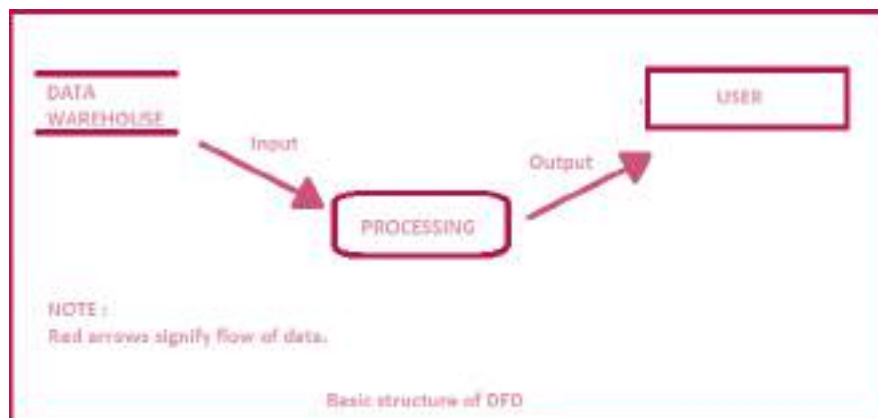 DATA
WAREHOUSE
USER
Input
Output
PROCESSING
NOTE :
Red arrows signify flow of data.
Basic structure of DFD